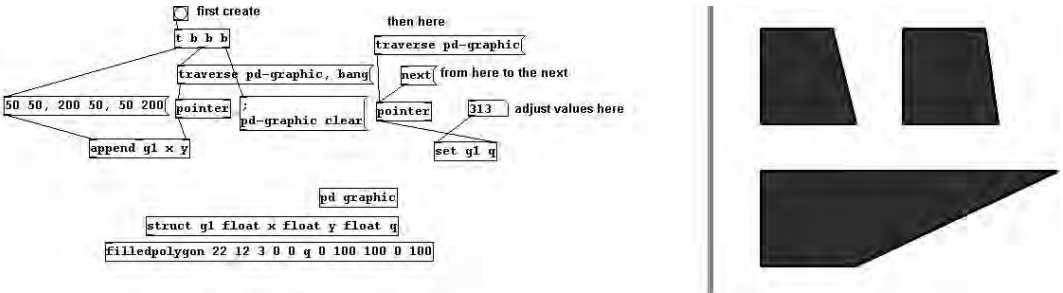 first create
then here
t b b b
traverse pd-graphic
traverse pd-graphic, bang
next
from here to the next
50 50, 200 50, 50 200
pointer
;
pd-graphic clear
pointer
313
adjust values here
append g1 x y
set g1 q
pd graphic
struct g1 float x float y float q
filledpolygon 22 12 3 0 0 q 0 100 100 0 100